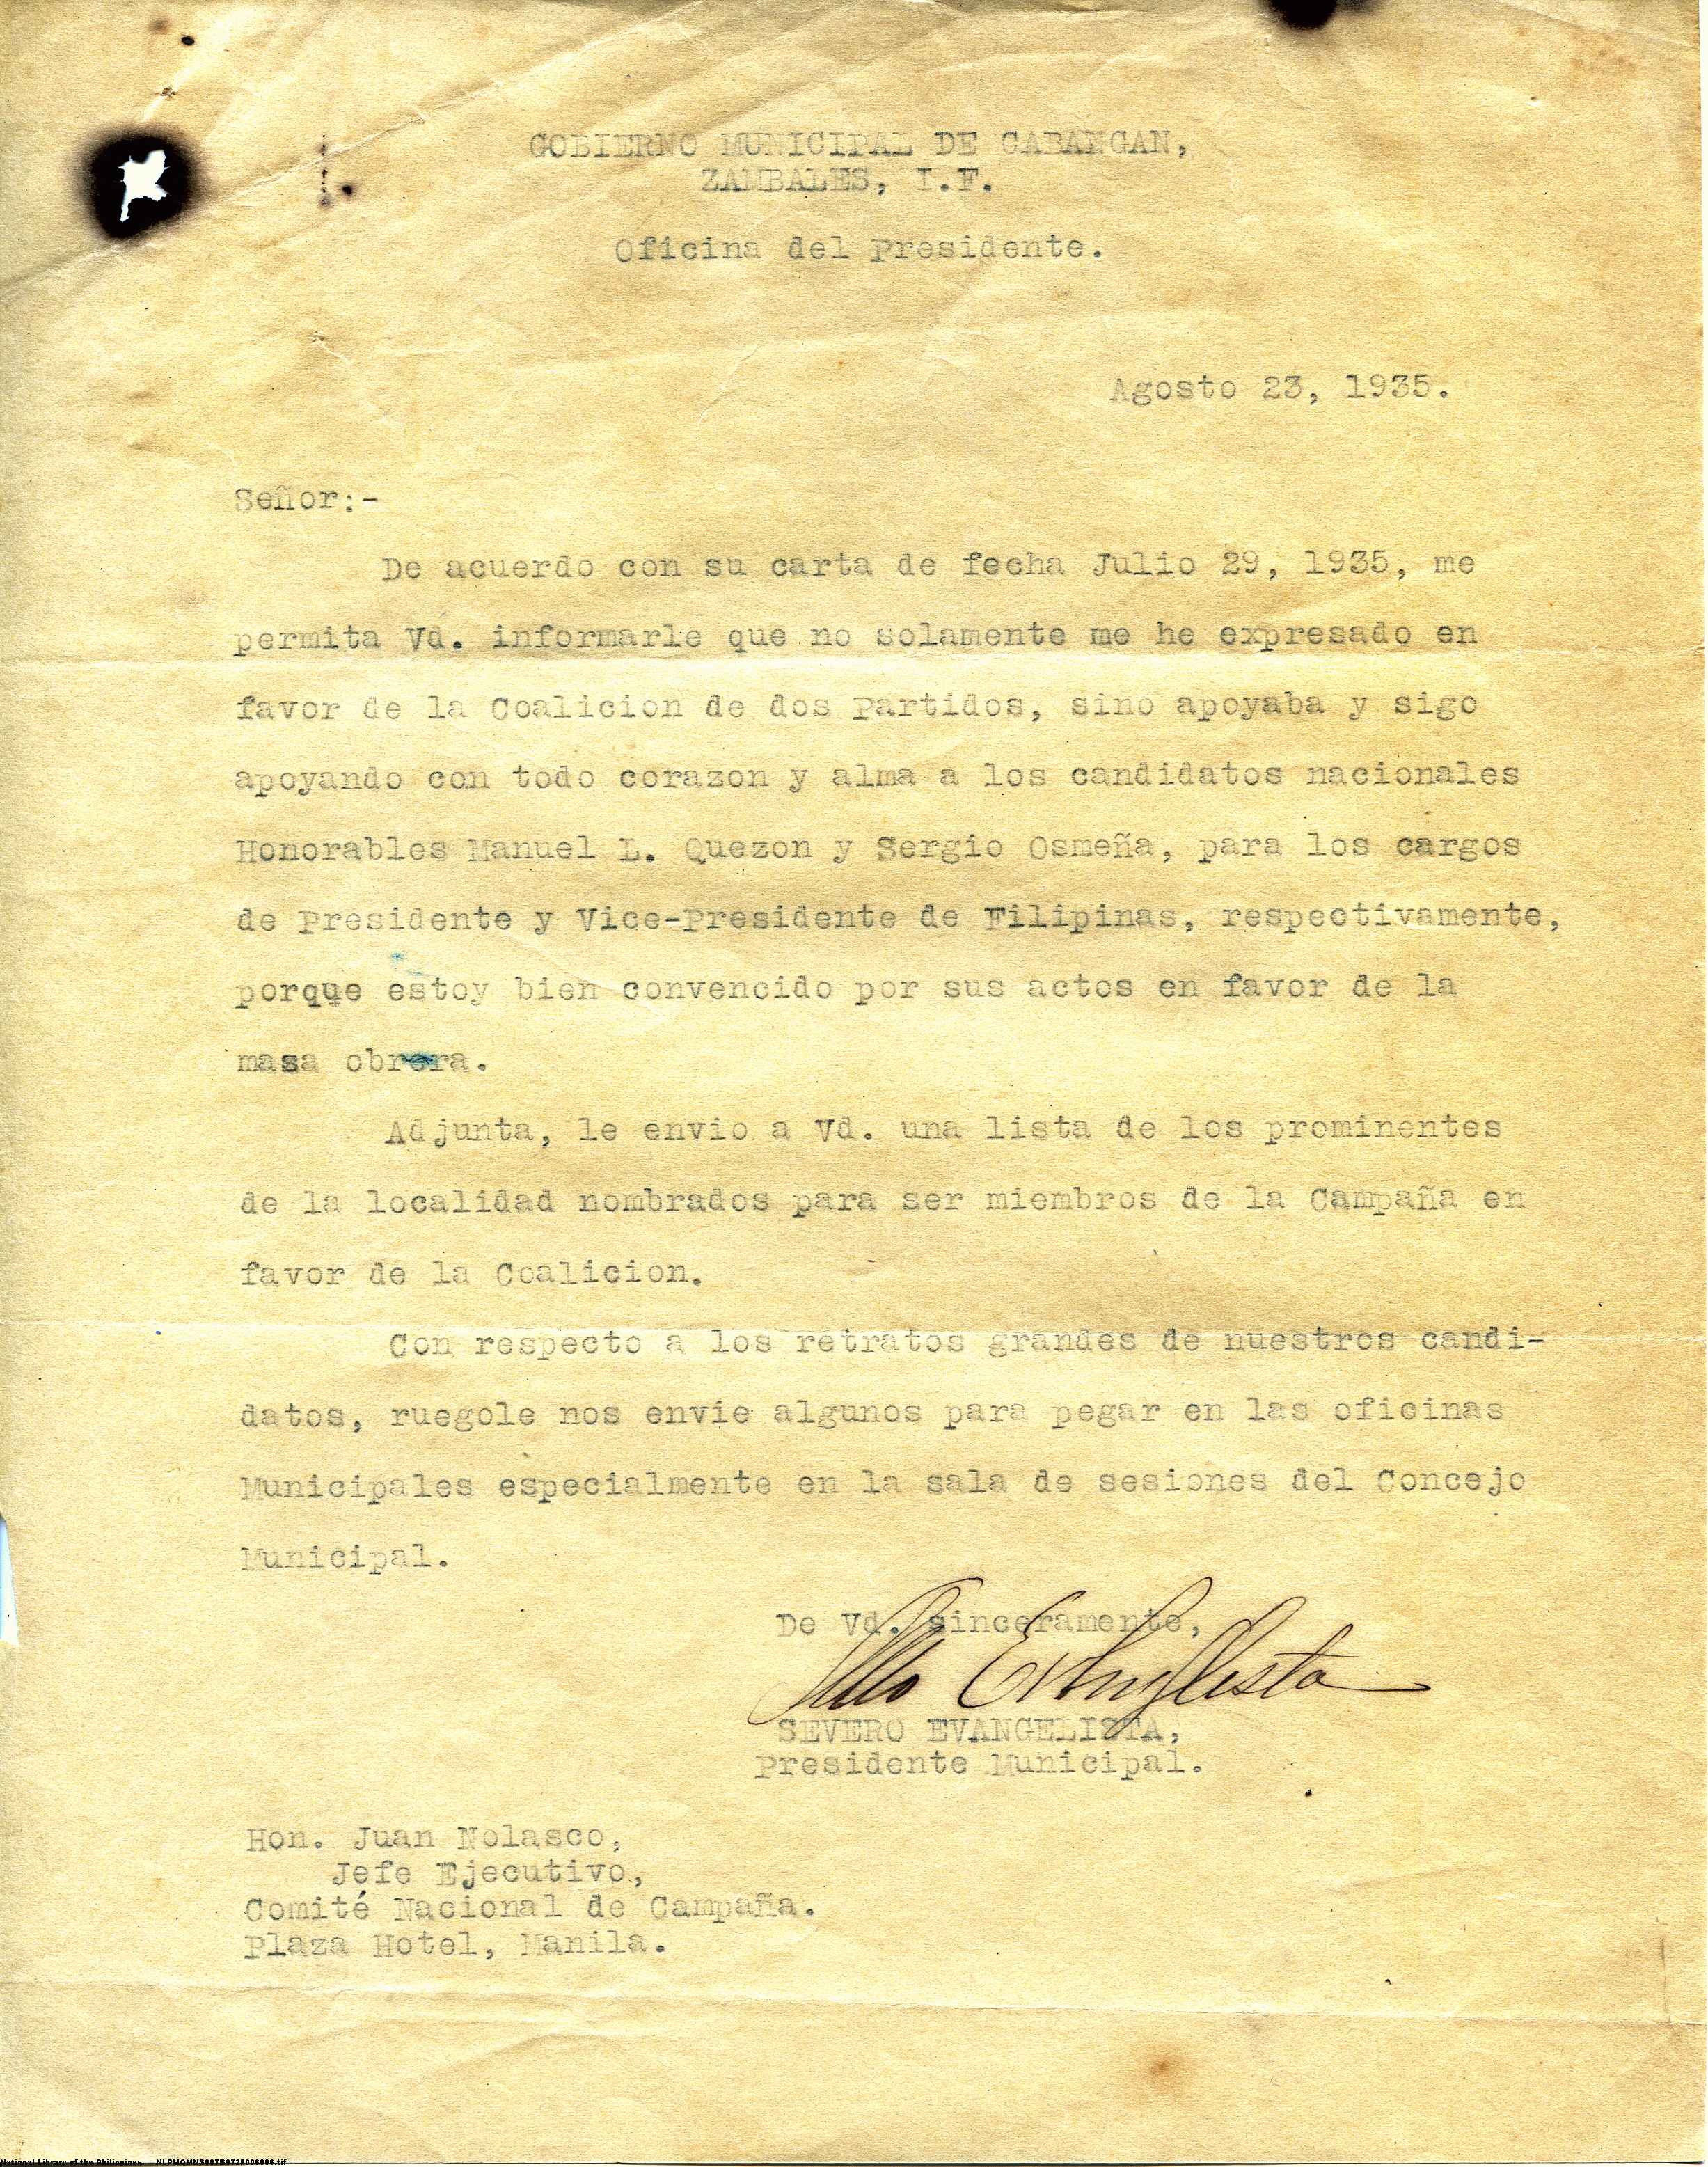 GOBIERNO MUNICIPAL DE CABANGAN,
ZAMBALES, I.F.
Oficina del Presidente.
Agosto 23, 1935.
Señor:-
De acuerdo con su carta de fecha Julio 29, 1935, me
permita Vd. informarle que no solamente me he expresado en
favor de la Coalicion de dos Partidos, sino apoyaba y sigo
apoyando con todo corazon y alma a los candidatos nacionales
Honorables Manuel L. Quezon y Sergio Osmeña, para los cargos
de Presidente y Vice-Presidente de Filipinas, respectivamente,
porque estoy bien convencido por sus actos en favor de la
masa obrera.
Adjunta, le envio a Vd. una lista de los prominentes
de la localidad nombrados para ser miembros de la Campaña en
favor de la Coalicion.
Con respecto a los retratos grandes de nuestros candi-
datos, ruegole nos envie algunos para pegar en las oficinas
Municipales especialmente en la sala de sesiones del Concejo
Municipal.
De Vd. sinceramente,
SEVERO EVANGELISTA,
Presidente Municipal.
Hon. Juan Nolasco,
Jefe Ejecutivo,
Comité Nacional de Campaña.
Plaza Hotel, Manila.
National Library of the Philippines